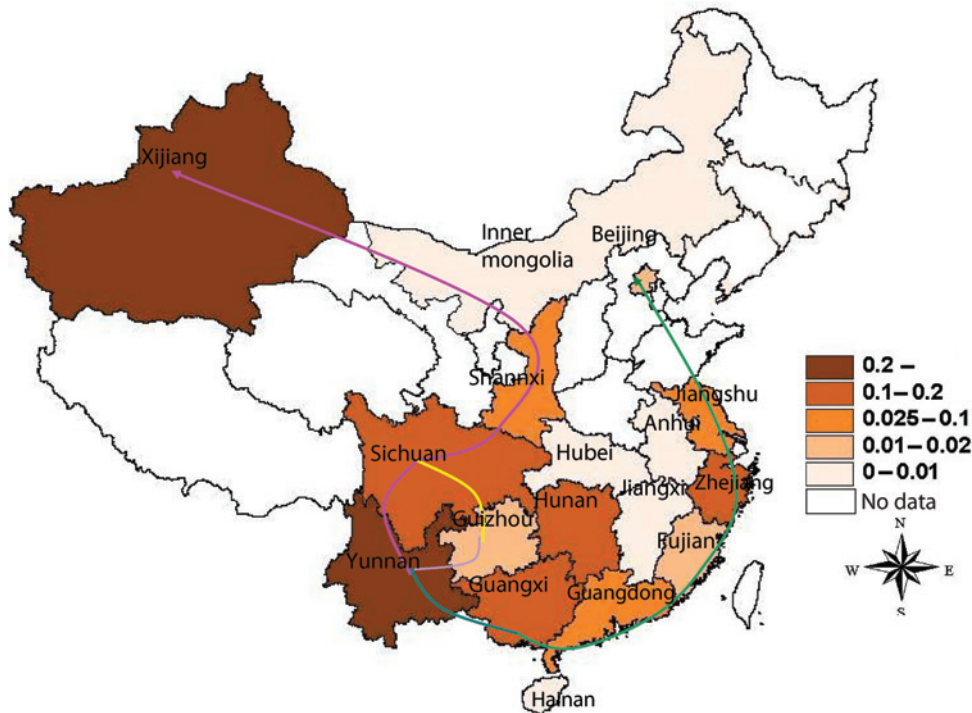 Xijiang
Inner
mongolia
Beijing
Shannxi
Jiangshu
Anhui
Sichuan
Hubei
Zhejiang
Hunan
Jiangxi
Guizhou
Fujian
Yunnan
Guangxi
Guangdong
Hainan
0.2 –
0.1–0.2
0.025–0.1
0.01–0.02
0–0.01
No data
N
W
E
S